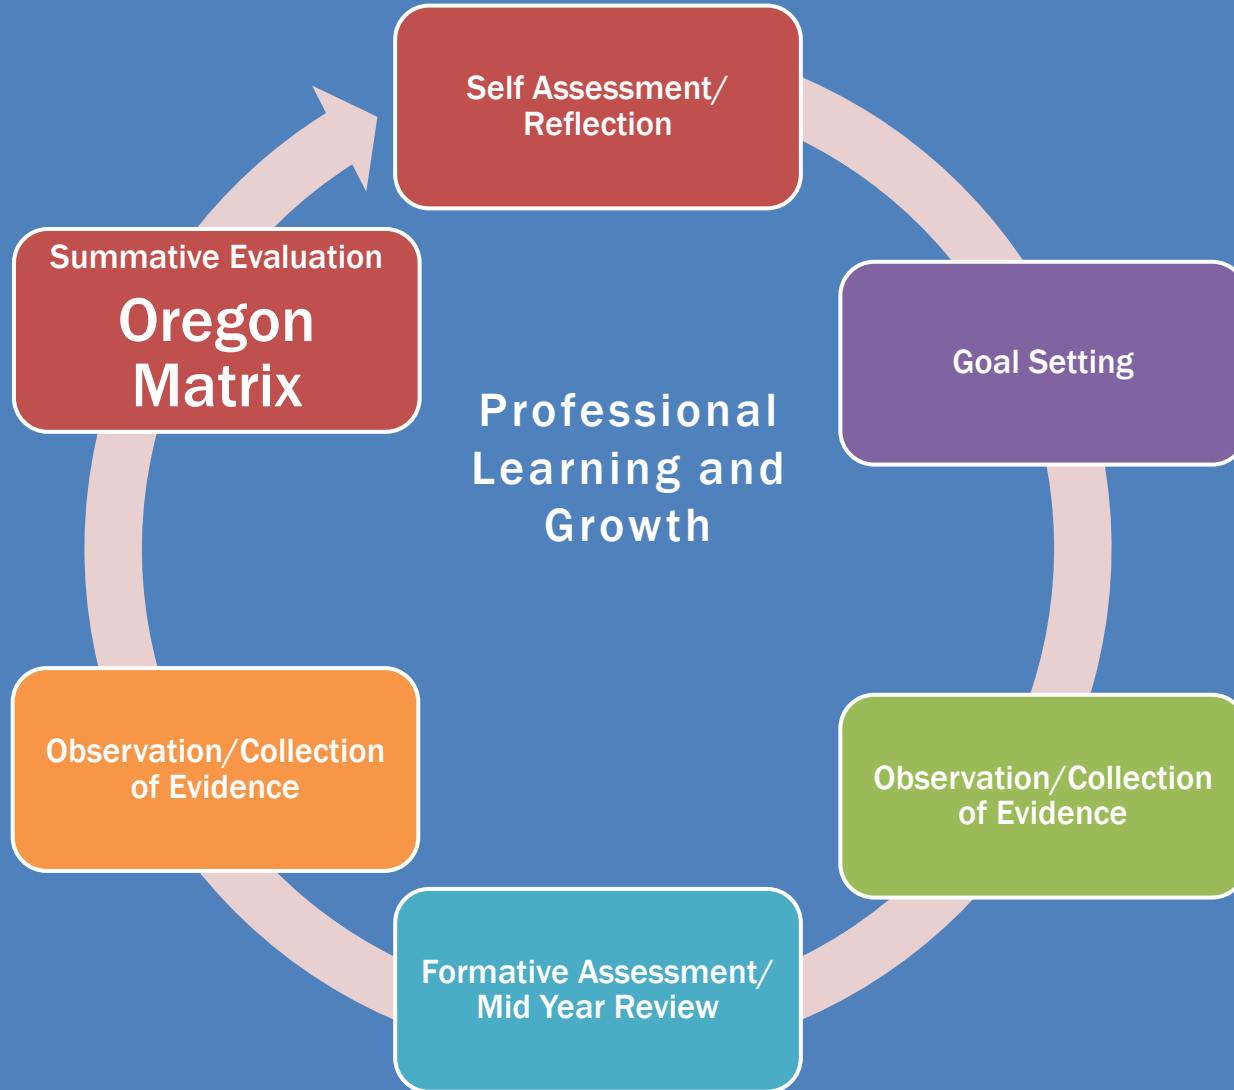 Self Assessment/
Reflection
Summative Evaluation
Oregon
Matrix
Goal Setting
Professional
Learning and
Growth
Observation/Collection
of Evidence
Observation/Collection
of Evidence
Formative Assessment/
Mid Year Review